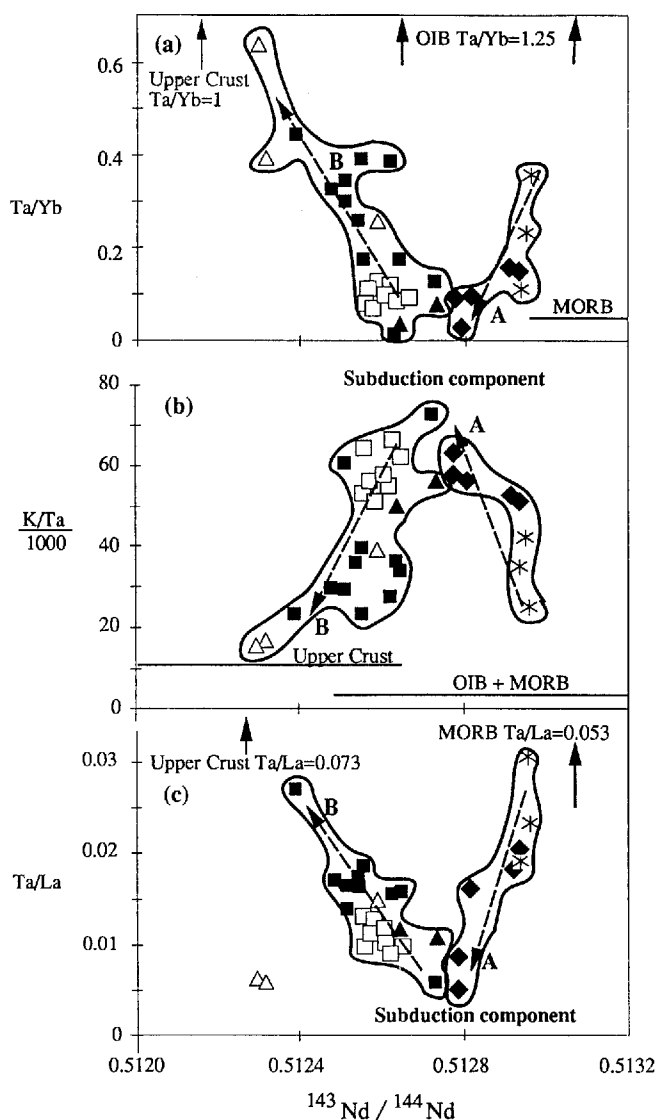 (a)
OIB Ta/Yb=1.25
Upper Crust
Ta/Yb=1
0.6
B
0.4
Ta/Yb
0.2
A
MORB
0
Subduction component
80
(b)
A
60
K/Ta
1000
40
20
B
Upper Crust
OIB + MORB
0
MORB Ta/La=0.053
Upper Crust Ta/La=0.073
0.03
(c)
B
0.02
Ta/La
0.01
A
Subduction component
0
0.5120
0.5124
0.5128
0.5132
143Nd / 144Nd